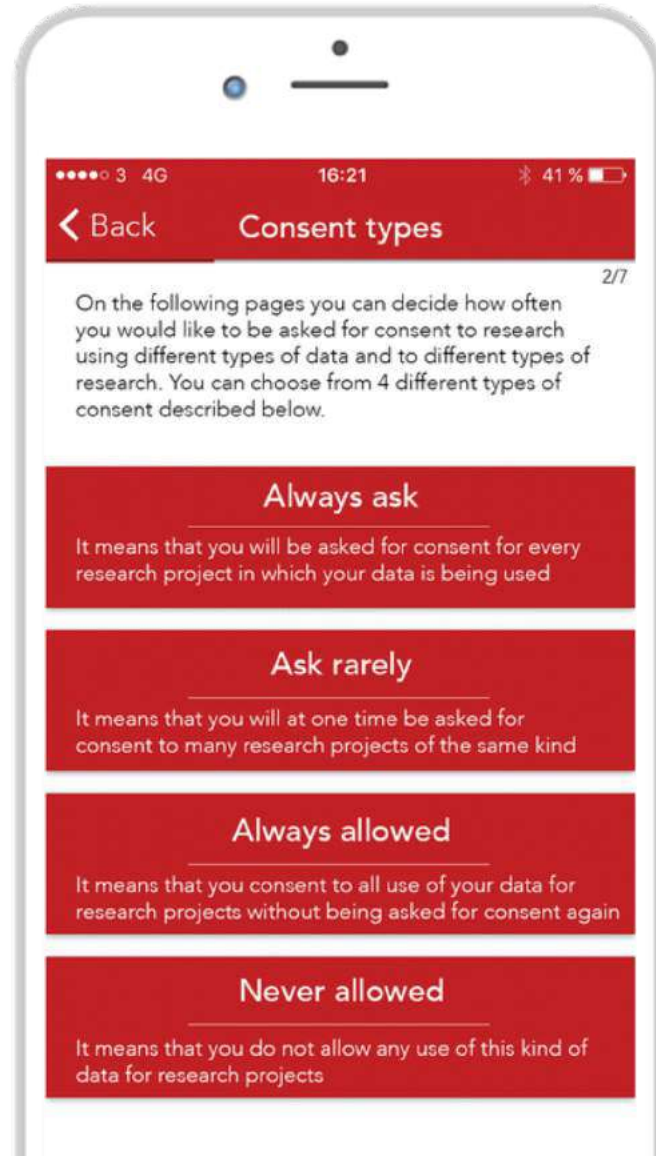 3 4G 16:21 41 %
Back Consent types
2/7
On the following pages you can decide how often
you would like to be asked for consent to research
using different types of data and to different types of
research. You can choose from 4 different types of
consent described below.
Always ask
It means that you will be asked for consent for every
research project in which your data is being used
Ask rarely
It means that you will at one time be asked for
consent to many research projects of the same kind
Always allowed
It means that you consent to all use of your data for
research projects without being asked for consent again
Never allowed
It means that you do not allow any use of this kind of
data for research projects